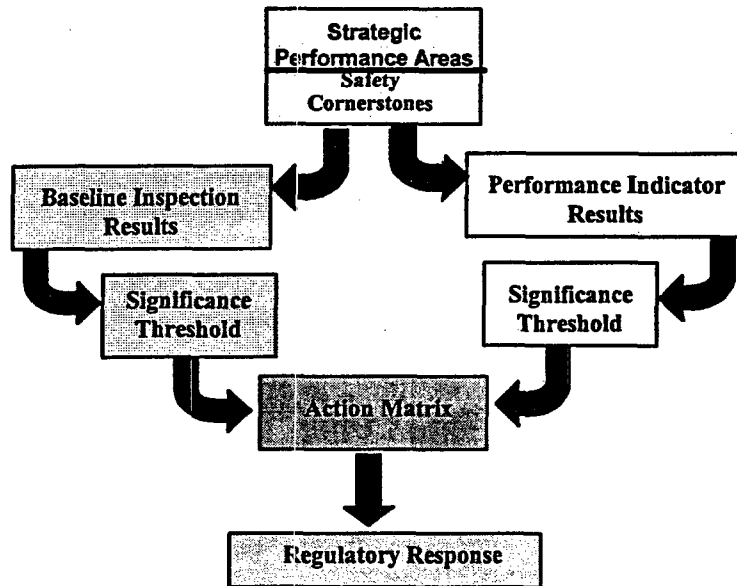 Strategic
Performance Areas
Safety
Cornerstones
Baseline Inspection
Results
Performance Indicator
Results
Significance
Threshold
Significance
Threshold
Action Matrix
Regulatory Response